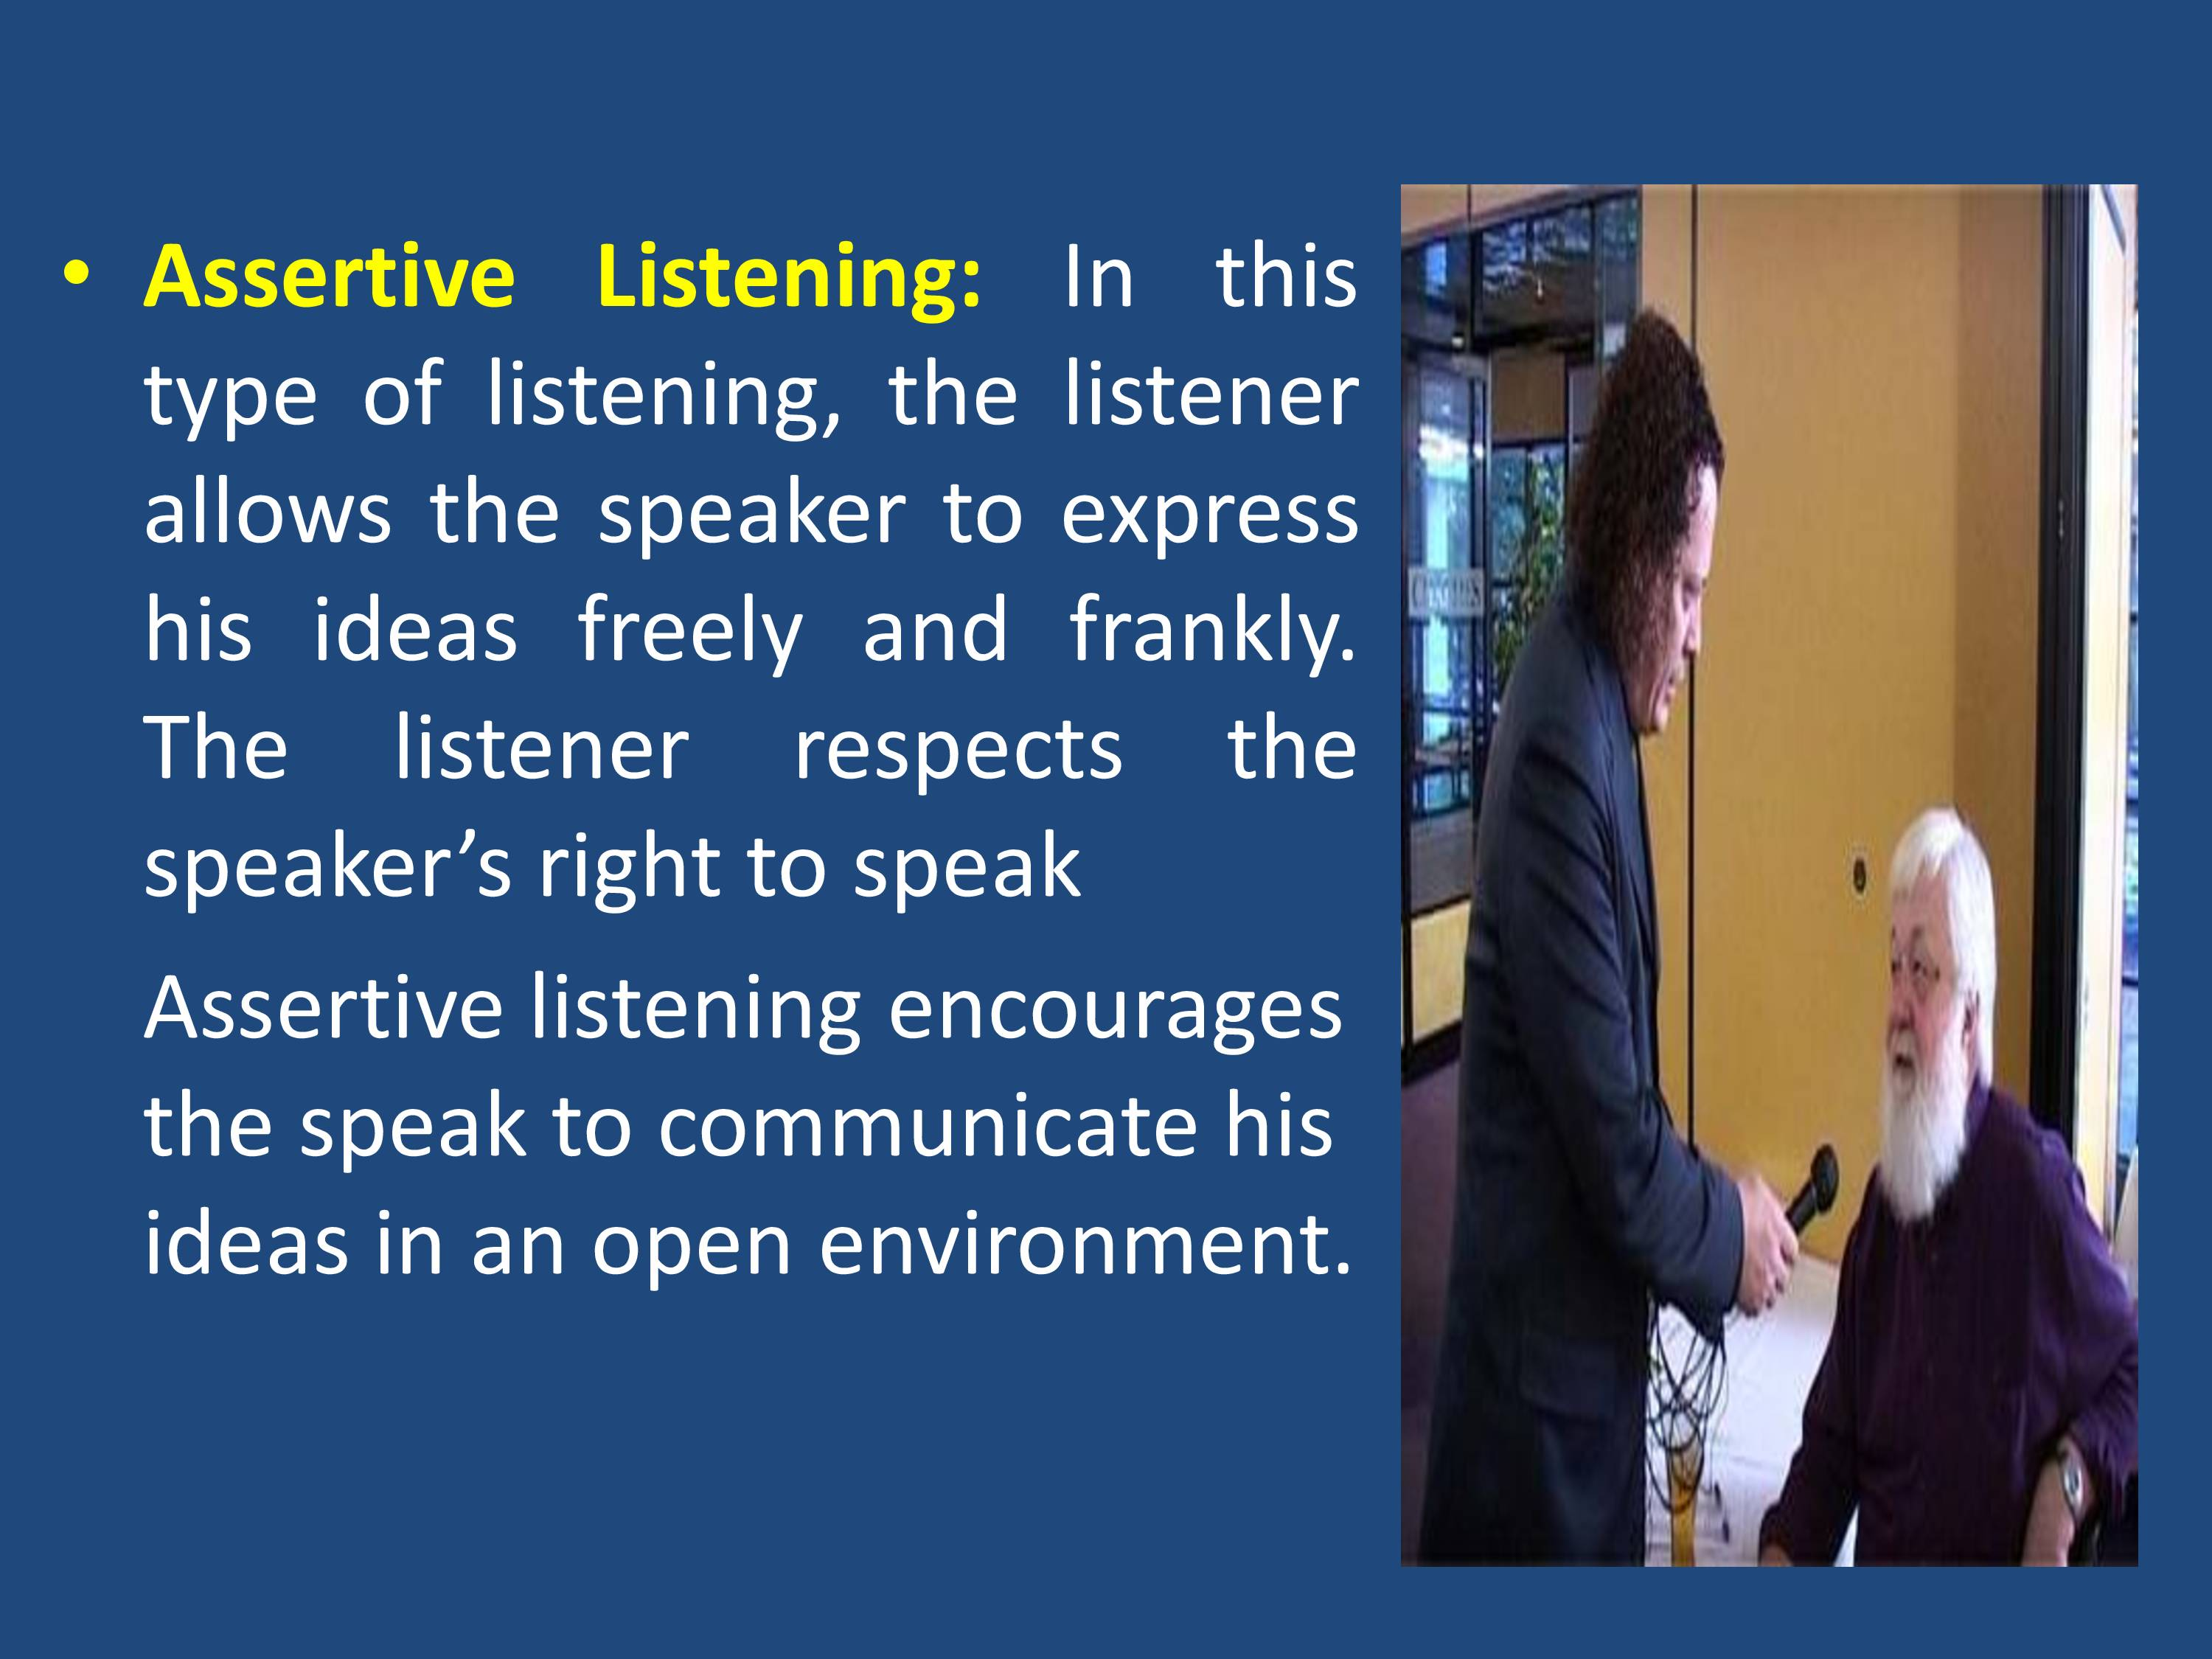 • Assertive Listening: In this
type of listening, the listener
allows the speaker to express
his ideas freely and frankly.
The listener respects the
speaker’s right to speak
Assertive listening encourages
the speak to communicate his
ideas in an open environment.